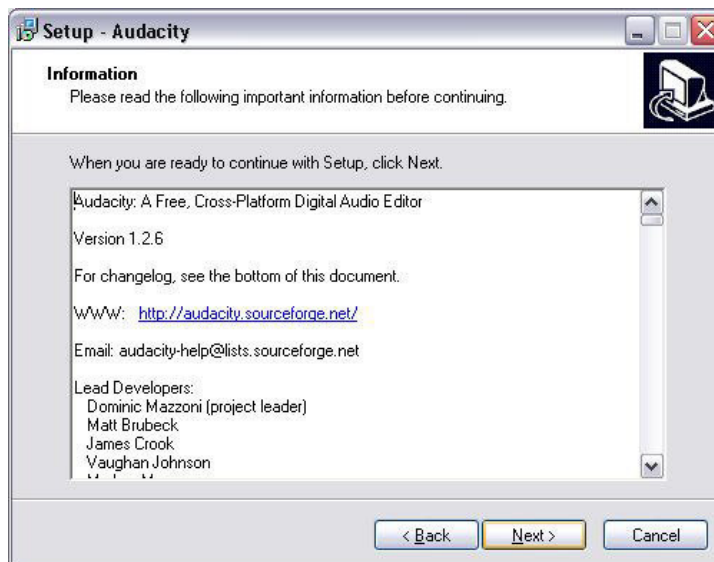 Setup - Audacity
Information
Please read the following important information before continuing.
When you are ready to continue with Setup, click Next.
Audacity: A Free, Cross-Platform Digital Audio Editor
Version 1.2.6
For changelog, see the bottom of this document.
WWW: http://audacity.sourceforge.net/
Email: audacity-help@lists.sourceforge.net
Lead Developers:
Dominic Mazzoni (project leader)
Matt Brubeck
James Crook
Vaughan Johnson
< Back
Next >
Cancel